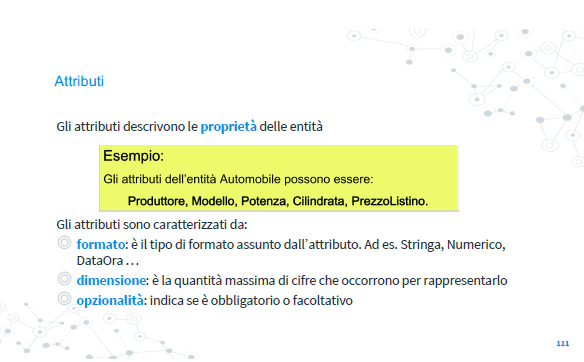 Attributi
Gli attributi descrivono le proprietà delle entità
Esempio:
Gli attributi dell'entità Automobile possono essere:
Produttore, Modello, Potenza, Cilindrata, PrezzoListino.
Gli attributi sono caratterizzati da:
formato: è il tipo di formato assunto dall'attributo. Ad es. Stringa, Numerico,
DataOra …
dimensione: è la quantità massima di cifre che occorrono per rappresentarlo
opzionalità: indica se è obbligatorio o facoltativo
111